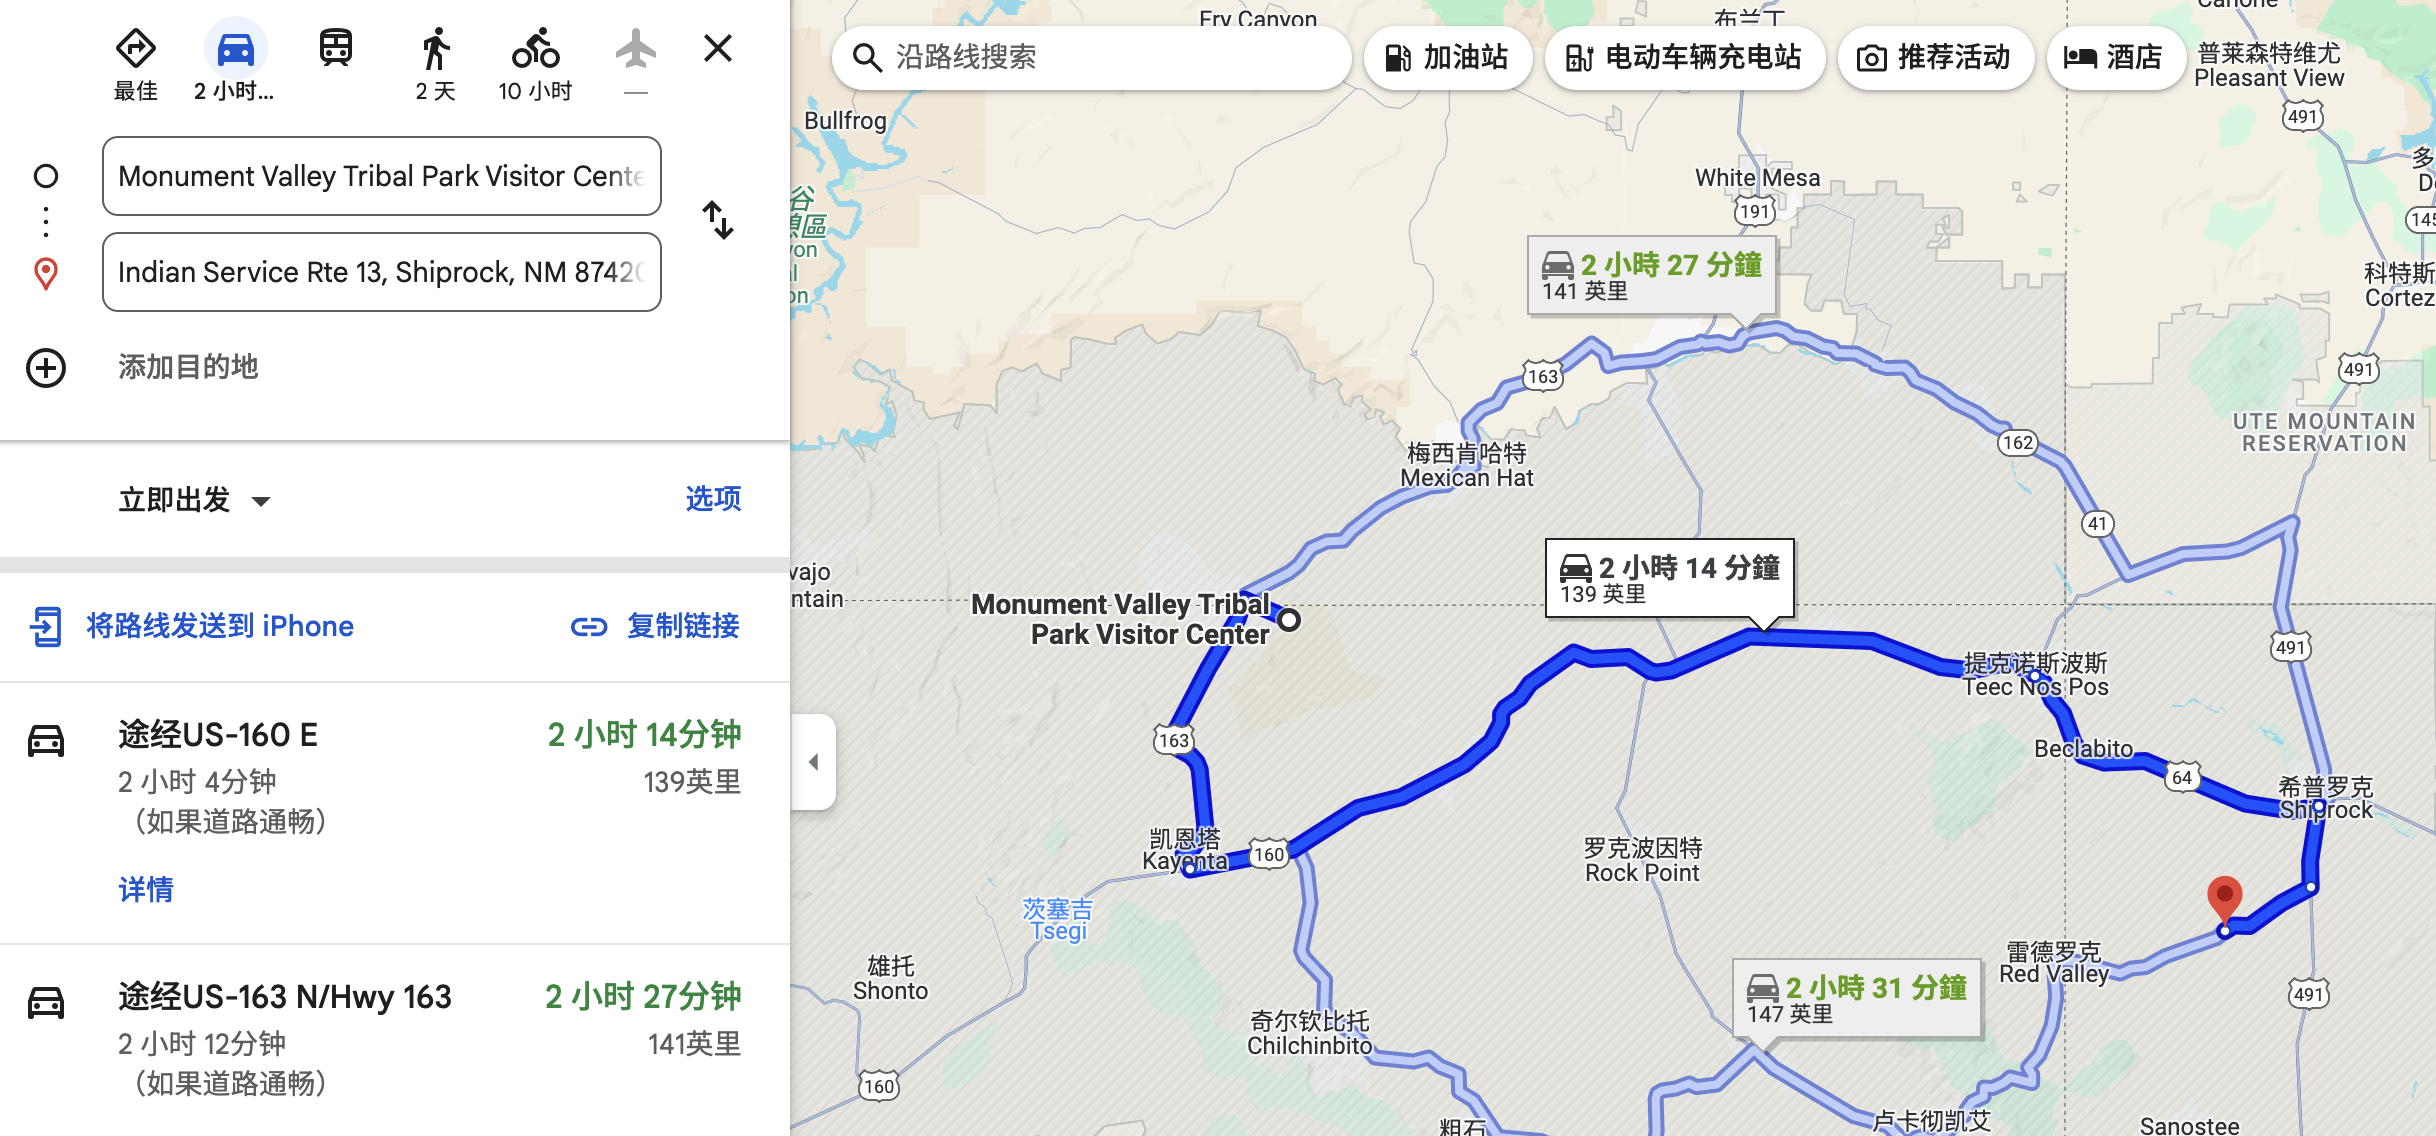 最佳
2 小时...
2 天
10 小时
—
Monument Valley Tribal Park Visitor Cente
Indian Service Rte 13, Shiprock, NM 8742
添加目的地
立即出发
选项
将路线发送到 iPhone
复制链接
途经US-160 E
2 小时 14分钟
2 小时 4分钟
139英里
（如果道路通畅）
详情
途经US-163 N/Hwy 163
2 小时 27分钟
2 小时 12分钟
141英里
（如果道路通畅）
沿路线搜索
加油站
电动车辆充电站
推荐活动
酒店
Fry Canyon
布兰丁
普莱森特维尤
Pleasant View
491
Bullfrog
White Mesa
191
145
科特斯
Cortez
2 小時 27 分鐘
141 英里
163
491
UTE MOUNTAIN
RESERVATION
162
梅西肯哈特
Mexican Hat
41
2 小時 14 分鐘
139 英里
Monument Valley Tribal
Park Visitor Center
491
提克诺斯波斯
Teec Nos Pos
163
Beclabito
64
希普罗克
Shiprock
凯恩塔
Kayenta
160
罗克波因特
Rock Point
茨塞吉
Tsegi
雄托
Shonto
雷德罗克
Red Valley
491
2 小時 31 分鐘
147 英里
奇尔钦比托
Chilchinbito
160
粗石
卢卡彻凯艾
Sanostee